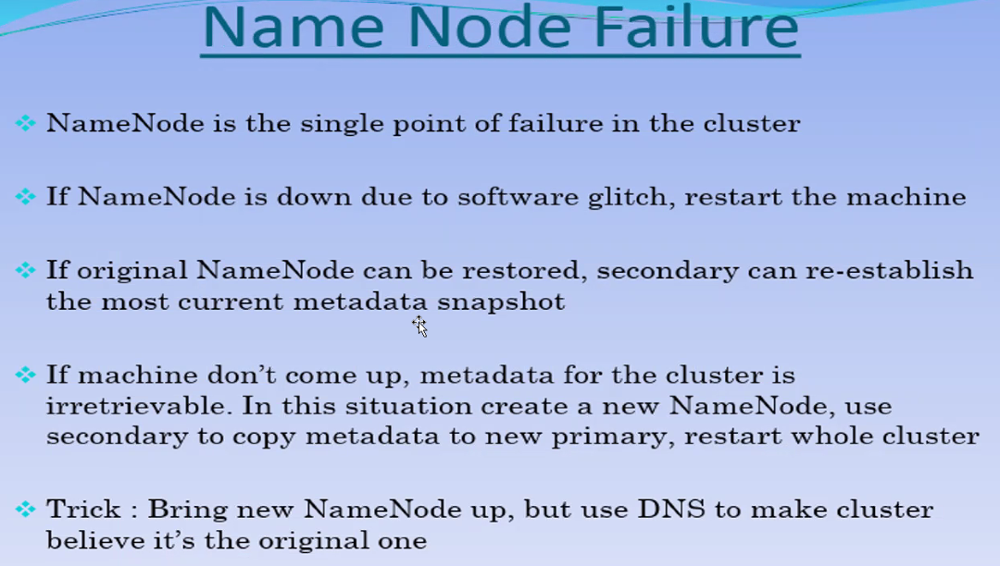 Name Node Failure
NameNode is the single point of failure in the cluster
If NameNode is down due to software glitch, restart the machine
If original NameNode can be restored, secondary can re-establish
the most current metadata snapshot
If machine don't come up, metadata for the cluster is
irretrievable. In this situation create a new NameNode, use
secondary to copy metadata to new primary, restart whole cluster
Trick : Bring new NameNode up, but use DNS to make cluster
believe it's the original one